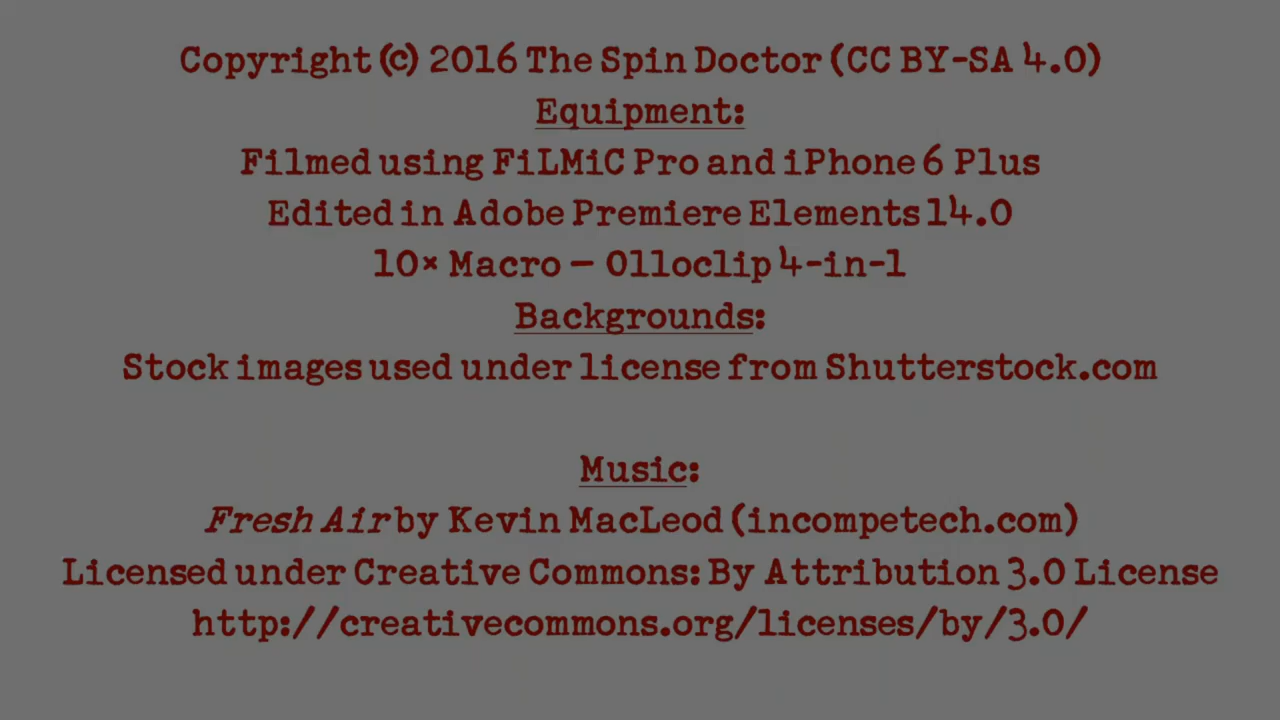 Copyright (c) 2016 The Spin Doctor (CC BY-SA 4.0)
Equipment:
Filmed using FiLMiC Pro and iPhone 6 Plus
Edited in Adobe Premiere Elements 14.0
10× Macro — Olloclip 4-in-1
Backgrounds:
Stock images used under license from Shutterstock.com
Music:
Fresh Air by Kevin MacLeod (incompetech.com)
Licensed under Creative Commons: By Attribution 3.0 License
http://creativecommons.org/licenses/by/3.0/